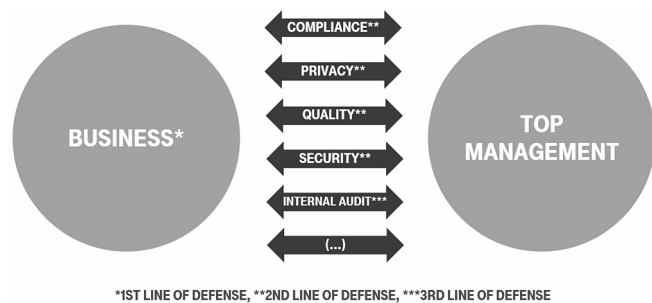 COMPLIANCE**
PRIVACY**
QUALITY**
SECURITY**
INTERNAL AUDIT***
(...)
BUSINESS*
TOP
MANAGEMENT
*1ST LINE OF DEFENSE, **2ND LINE OF DEFENSE, ***3RD LINE OF DEFENSE